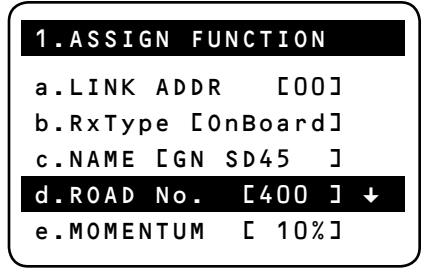 1.ASSIGN FUNCTION
a.LINK ADDR [00]
b.RxType [OnBoard]
c.NAME [GN SD45 ]
d.ROAD No. [400 ] ↓
e.MOMENTUM [ 10%]